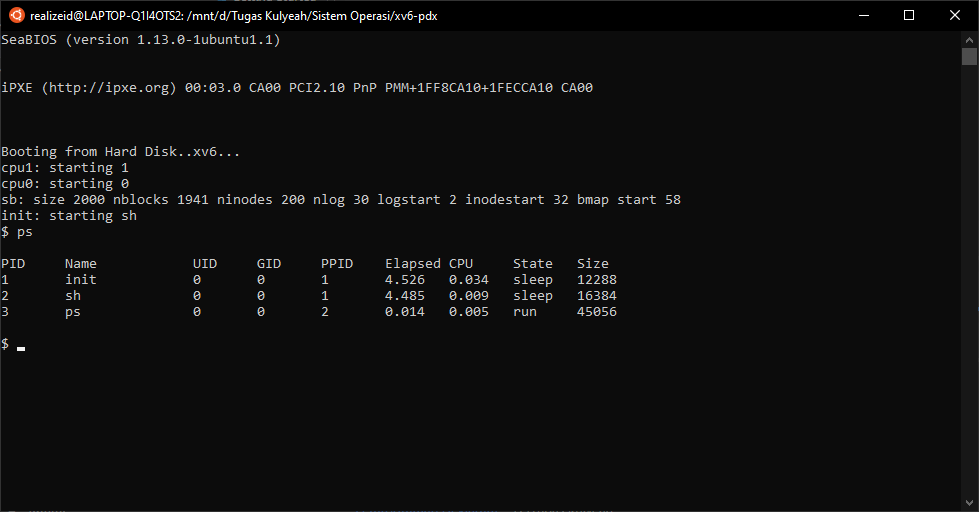 realizeid@LAPTOP-Q1I4OTS2: /mnt/d/Tugas Kulyeah/Sistem Operasi/xv6-pdx
SeaBIOS (version 1.13.0-1ubuntu1.1)
iPXE (http://ipxe.org) 00:03.0 CA00 PCI2.10 PnP PMM+1FF8CA10+1FECCA10 CA00
Booting from Hard Disk..xv6...
cpu1: starting 1
cpu0: starting 0
sb: size 2000 nblocks 1941 ninodes 200 nlog 30 logstart 2 inodestart 32 bmap start 58
init: starting sh
$ ps
PID     Name            UID     GID     PPID    Elapsed CPU     State   Size
1       init            0       0       1       4.526   0.034   sleep   12288
2       sh              0       0       1       4.485   0.009   sleep   16384
3       ps              0       0       2       0.014   0.005   run     45056
$